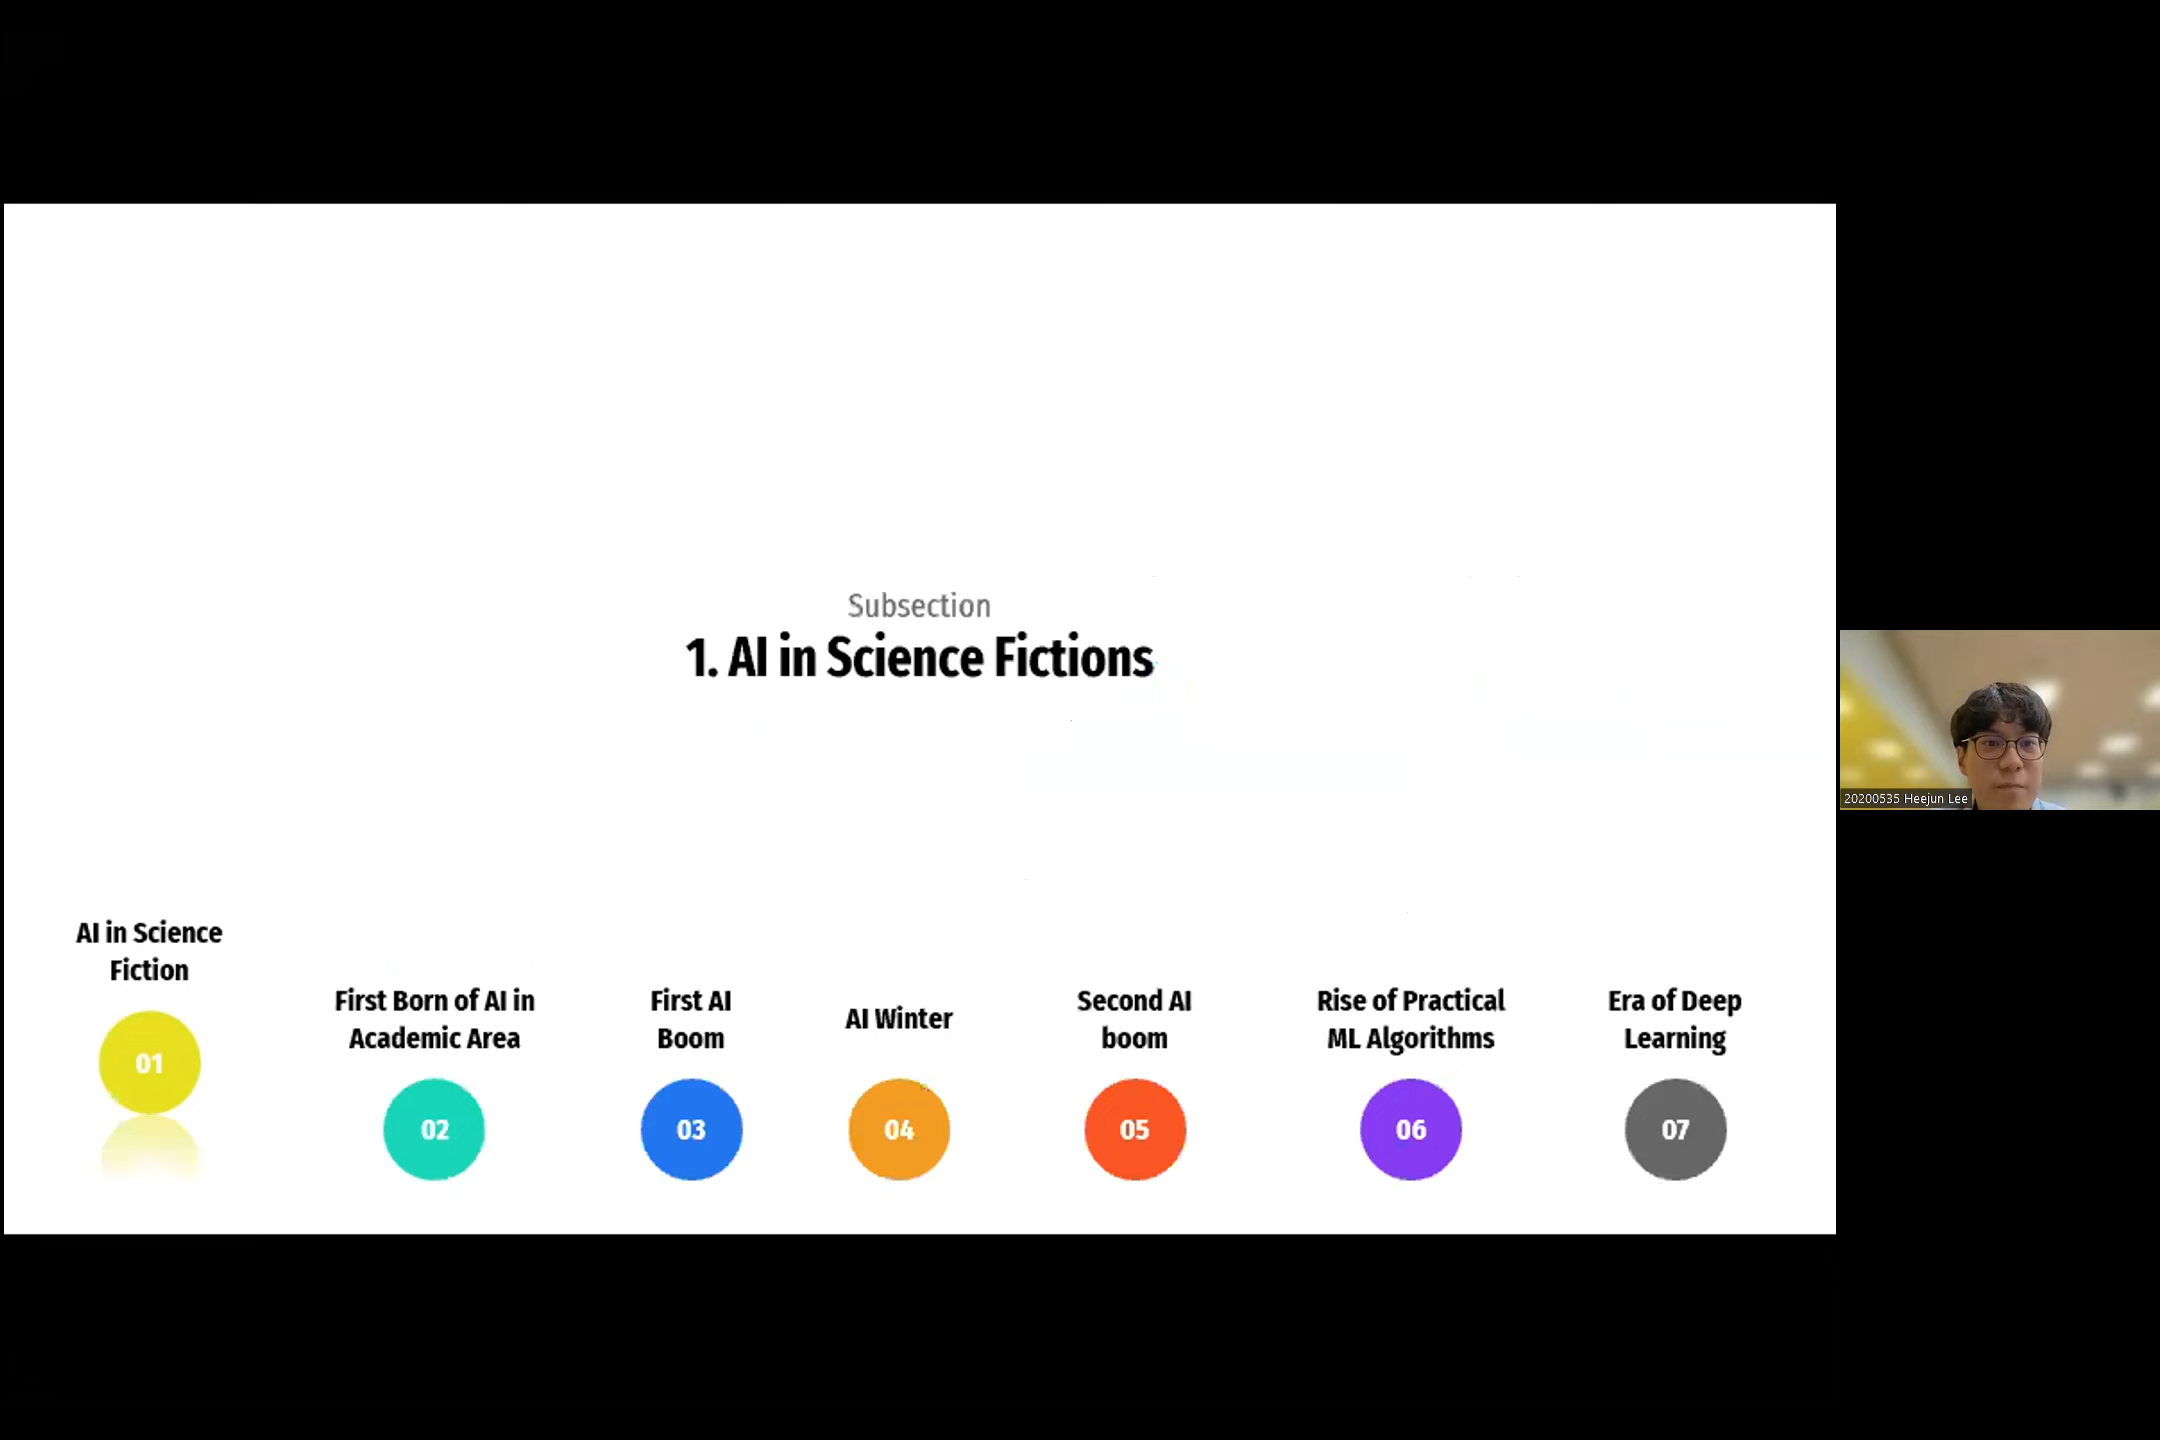 Subsection
1. AI in Science Fictions
20200535 Heejun Lee
AI in Science
Fiction
01
First Born of AI in
Academic Area
02
First AI
Boom
03
AI Winter
04
Second AI
boom
05
Rise of Practical
ML Algorithms
06
Era of Deep
Learning
07